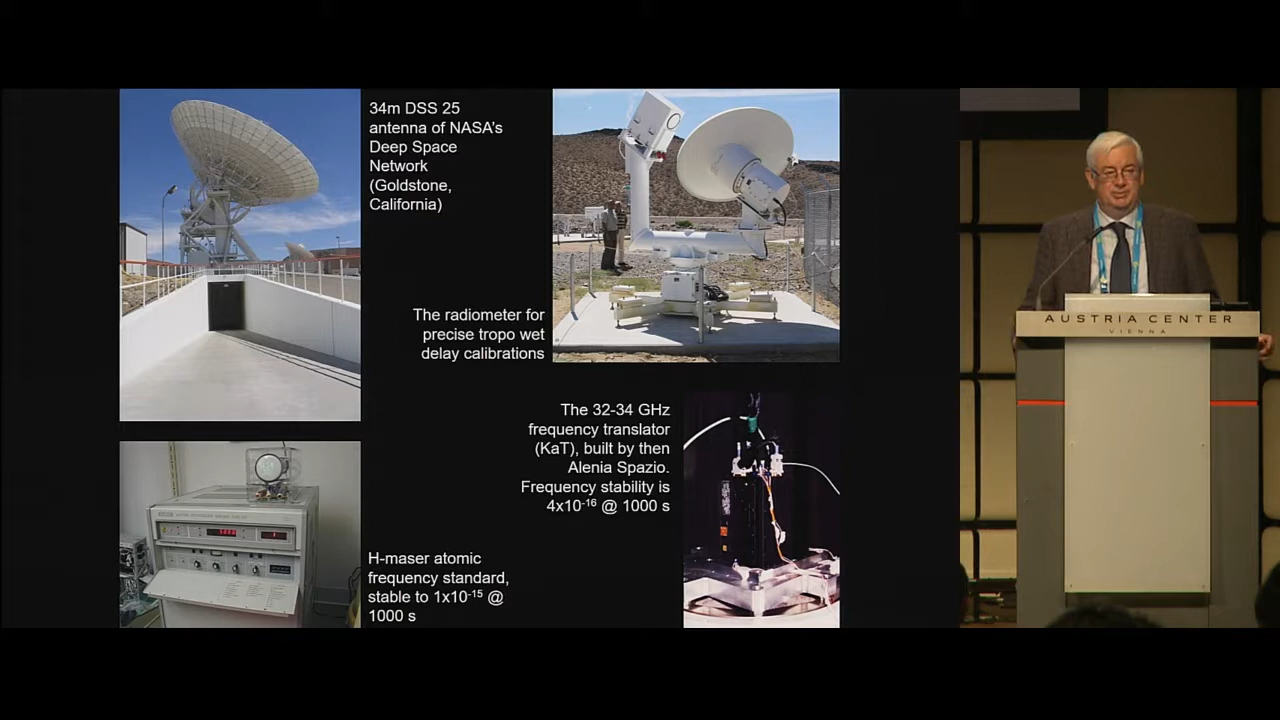 34m DSS 25
antenna of NASA's
Deep Space
Network
(Goldstone,
California)
The radiometer for
precise tropo wet
delay calibrations
The 32-34 GHz
frequency translator
(KaT), built by then
Alenia Spazio.
Frequency stability is
4x10-16 @ 1000 s
H-maser atomic
frequency standard,
stable to 1x10-15 @
1000 s
AUSTRIA CENTER
VIENNA